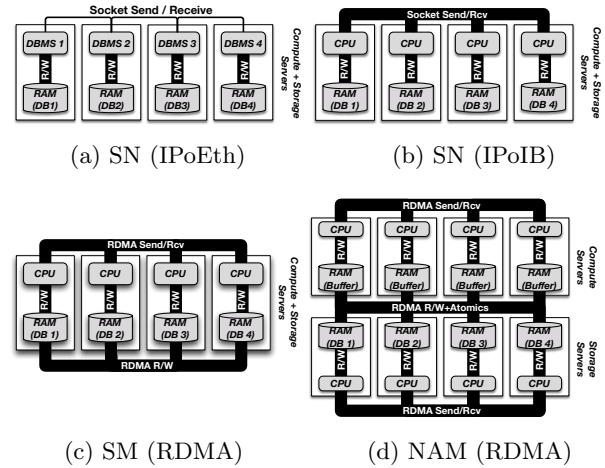 Socket Send / Receive
DBMS 1 DBMS 2 DBMS 3 DBMS 4
R/W R/W R/W R/W
RAM RAM RAM RAM
(DB1) (DB2) (DB3) (DB4)
Compute + Storage
Servers
(a) SN (IPoEth)
Socket Send/Rcv
CPU CPU CPU CPU
R/W R/W R/W R/W
RAM RAM RAM RAM
(DB 1) (DB 2) (DB 3) (DB 4)
Compute + Storage
Servers
(b) SN (IPoIB)
RDMA Send/Rcv
CPU CPU CPU CPU
R/W R/W R/W R/W
RAM RAM RAM RAM
(DB 1) (DB 2) (DB 3) (DB 4)
RDMA R/W
Compute + Storage
Servers
(c) SM (RDMA)
RDMA Send/Rcv
CPU CPU CPU CPU
R/W R/W R/W R/W
RAM RAM RAM RAM
(Buffer) (Buffer) (Buffer) (Buffer)
Compute
Servers
RDMA R/W+Atomics
RAM RAM RAM RAM
(DB 1) (DB 2) (DB 3) (DB 4)
R/W R/W R/W R/W
CPU CPU CPU CPU
RDMA Send/Rcv
Storage
Servers
(d) NAM (RDMA)